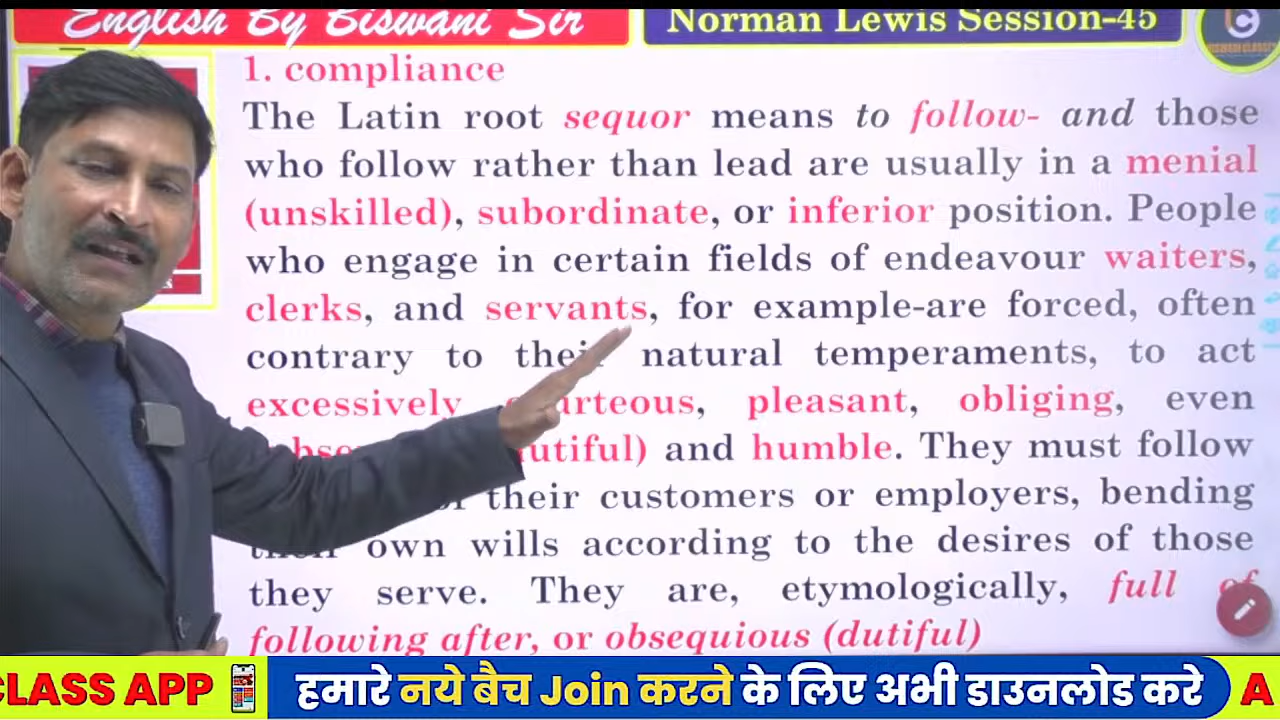 English By Biswani Sir
Norman Lewis Session-45
1. compliance
The Latin root sequor means to follow- and those
who follow rather than lead are usually in a menial
(unskilled), subordinate, or inferior position. People
who engage in certain fields of endeavour waiters,
clerks, and servants, for example-are forced, often
contrary to their natural temperaments, to act
excessively courteous, pleasant, obliging, even
and humble. They must follow
their customers or employers, bending
their own wills according to the desires of those
they serve. They are, etymologically, full of
following after, or obsequious (dutiful)
CLASS APP
हमारे नये बैच Join करने के लिए अभी डाउनलोड करे
A